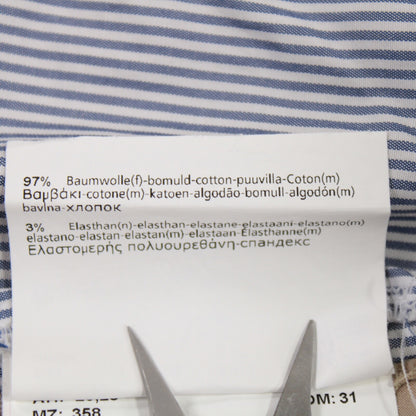 97% Baumwolle(f)-bomuld-cotton-puuvilla-Coton(m)
Βαμβάκι-cotone(m)-katoen-algodão-bomull-algodón(m)
bavlna-хлопок
3% Elasthan(n)-elasthan-elastane-elastaani-elastano(m)
elastano-elastan-elastan(m)-elastaan-Élasthanne(m)
Ελαστομερής πολυουρεθάνη-спандекс
OM: 31
MZ: 358